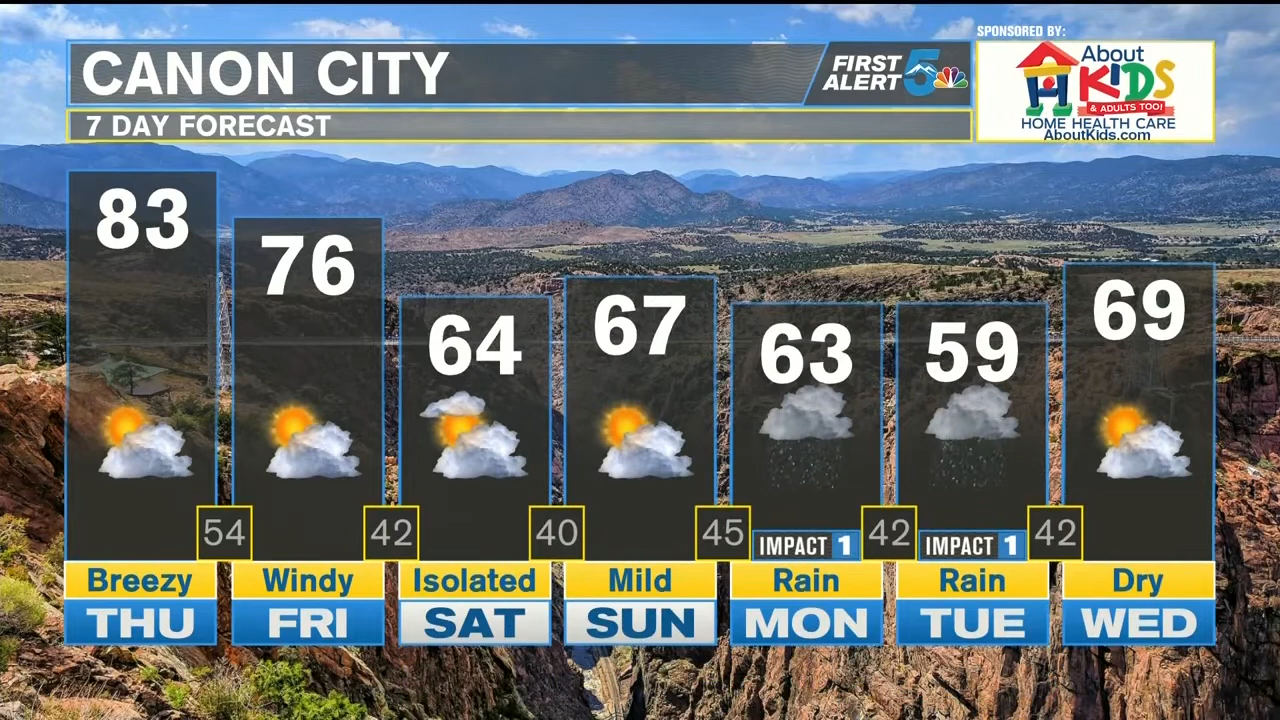 CANON CITY
7 DAY FORECAST
FIRST
ALERT 5
SPONSORED BY:
About
KiDS
& ADULTS TOO!
HOME HEALTH CARE
AboutKids.com
83 76 64 67 63 59 69
54 42 40 45 42 42
IMPACT 1 IMPACT 1
Breezy Windy Isolated Mild Rain Rain Dry
THU FRI SAT SUN MON TUE WED